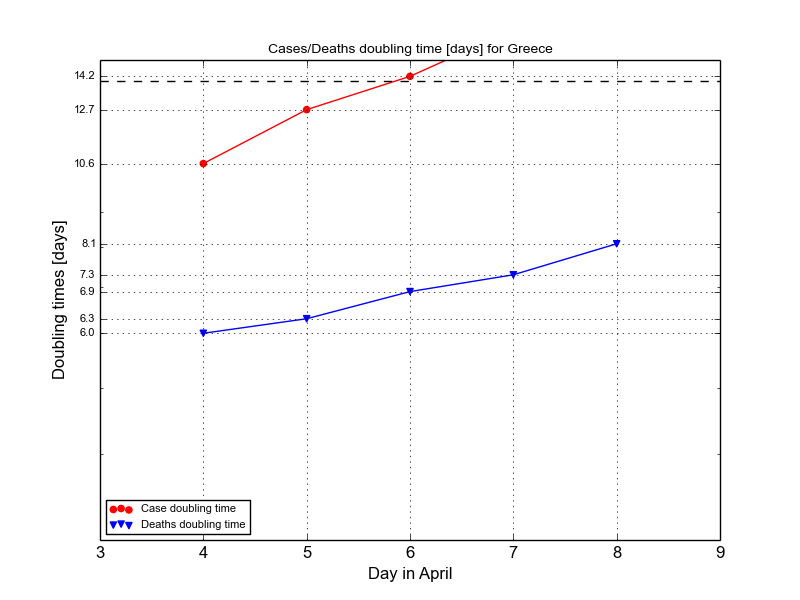 Cases/Deaths doubling time [days] for Greece
14.2
12.7
10.6
8.1
7.3
6.9
6.3
6.0
Doubling times [days]
Case doubling time
Deaths doubling time
3 4 5 6 7 8 9
Day in April